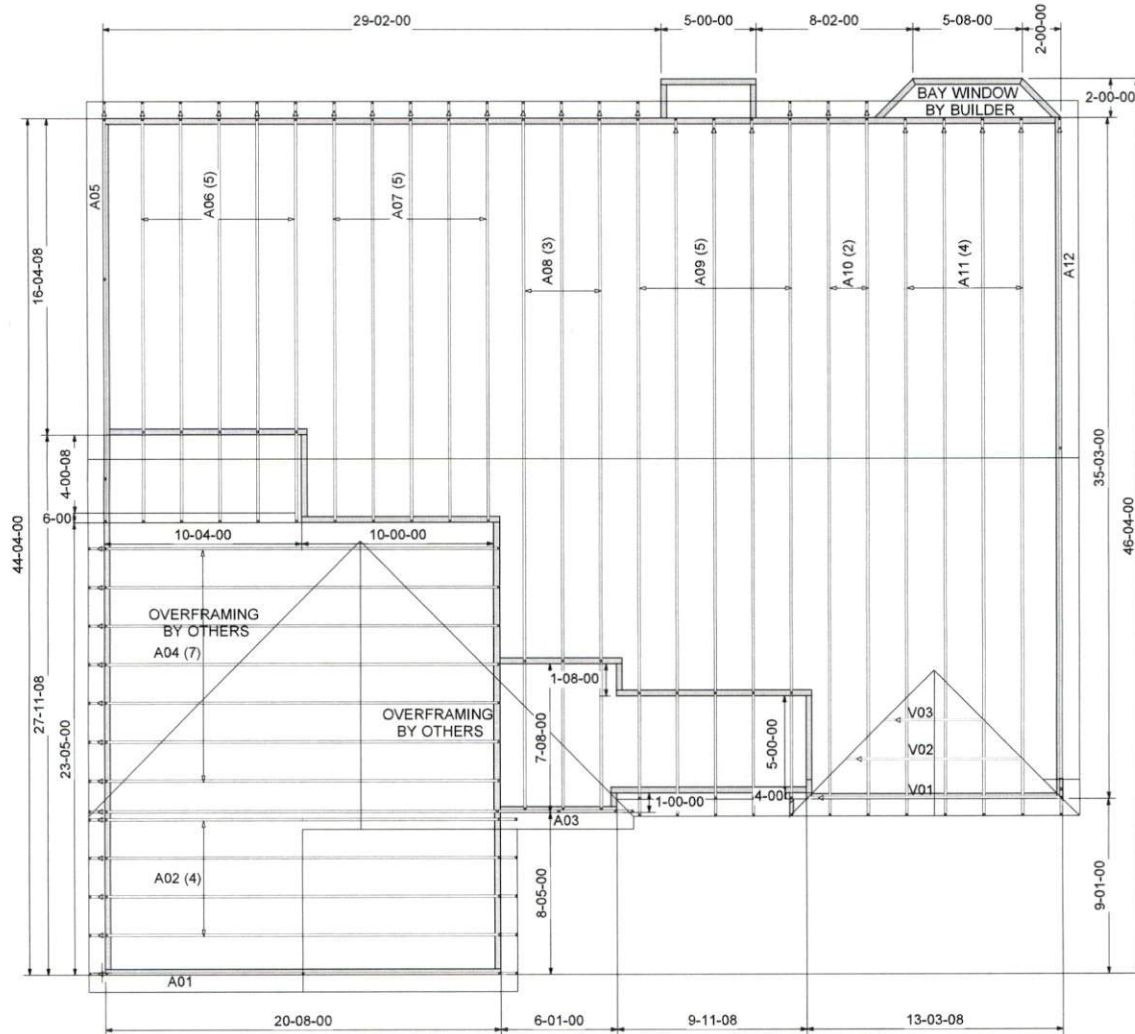 29-02-00
5-00-00
8-02-00
5-08-00
2-00-00
BAY WINDOW
BY BUILDER
2-00-00
A05
A06 (5)
A07 (5)
A08 (3)
A09 (5)
A10 (2)
A11 (4)
A12
16-04-08
4-00-08
6-00
44-04-00
27-11-08
23-05-00
35-03-00
46-04-00
10-04-00
10-00-00
OVERFRAMING
BY OTHERS
A04 (7)
OVERFRAMING
BY OTHERS
1-08-00
7-08-00
5-00-00
V03
V02
V01
4-00
1-00-00
A03
A02 (4)
8-05-00
9-01-00
A01
20-08-00
6-01-00
9-11-08
13-03-08